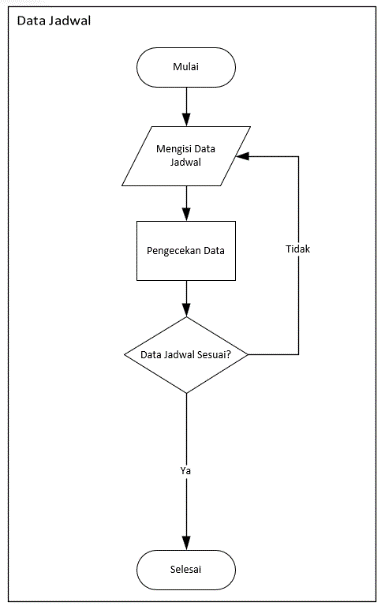 Data Jadwal
Mulai
Mengisi Data
Jadwal
Pengecekan Data
Tidak
Data Jadwal Sesuai?
Ya
Selesai